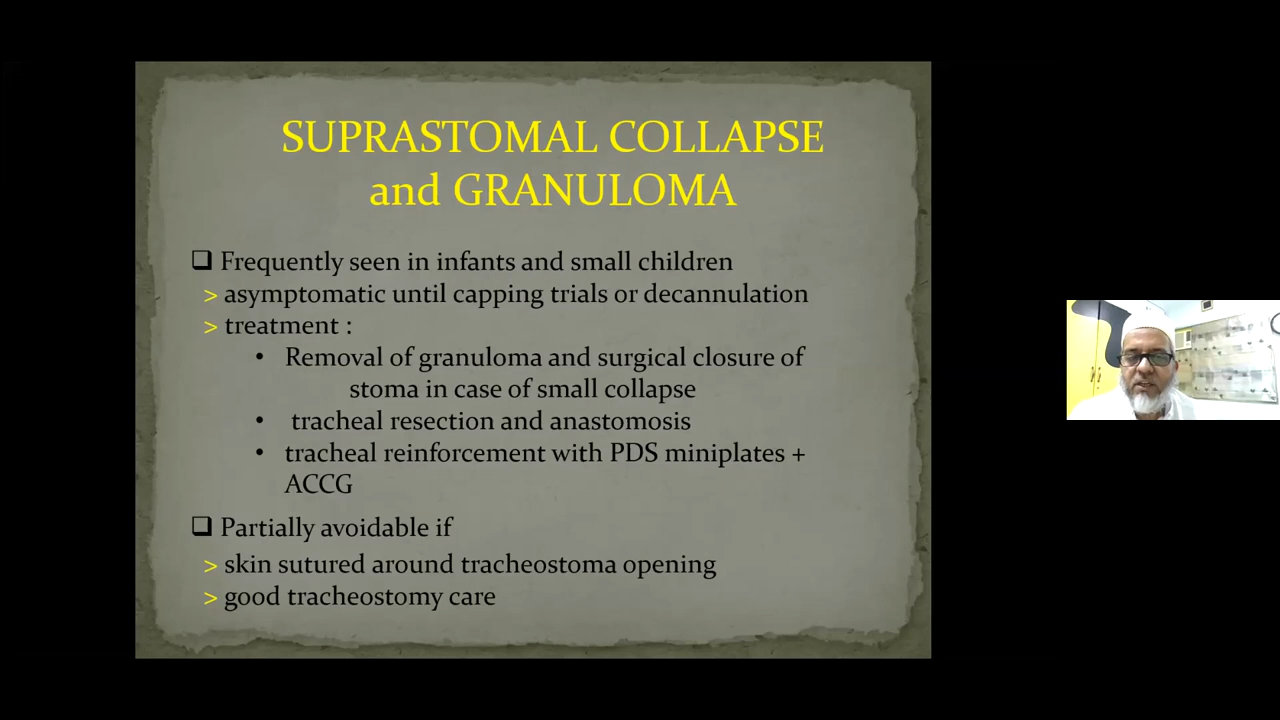 SUPRASTOMAL COLLAPSE
and GRANULOMA
❑ Frequently seen in infants and small children
> asymptomatic until capping trials or decannulation
> treatment :
• Removal of granuloma and surgical closure of
stoma in case of small collapse
• tracheal resection and anastomosis
• tracheal reinforcement with PDS miniplates +
ACCG
❑ Partially avoidable if
> skin sutured around tracheostoma opening
> good tracheostomy care